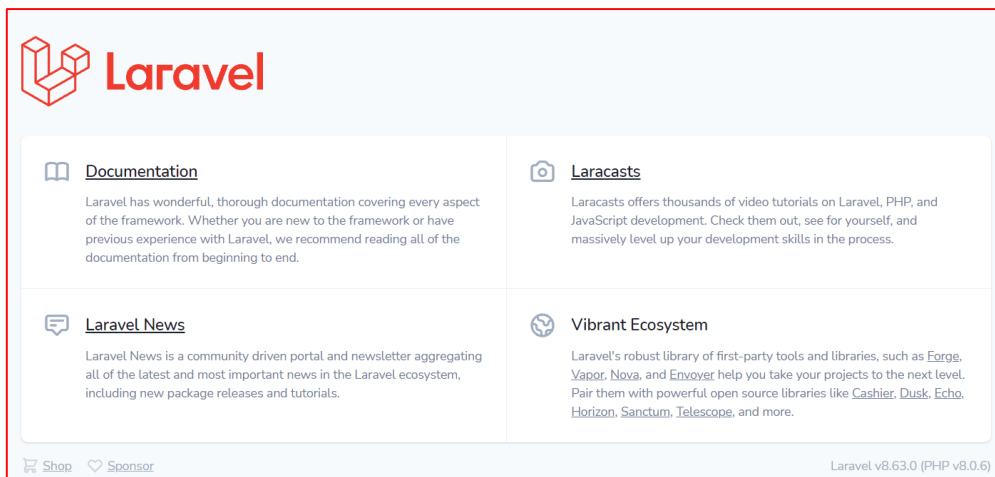 Laravel
Documentation
Laravel has wonderful, thorough documentation covering every aspect
of the framework. Whether you are new to the framework or have
previous experience with Laravel, we recommend reading all of the
documentation from beginning to end.
Laracasts
Laracasts offers thousands of video tutorials on Laravel, PHP, and
JavaScript development. Check them out, see for yourself, and
massively level up your development skills in the process.
Laravel News
Laravel News is a community driven portal and newsletter aggregating
all of the latest and most important news in the Laravel ecosystem,
including new package releases and tutorials.
Vibrant Ecosystem
Laravel's robust library of first-party tools and libraries, such as Forge,
Vapor, Nova, and Envoyer help you take your projects to the next level.
Pair them with powerful open source libraries like Cashier, Dusk, Echo,
Horizon, Sanctum, Telescope, and more.
Shop Sponsor
Laravel v8.63.0 (PHP v8.0.6)